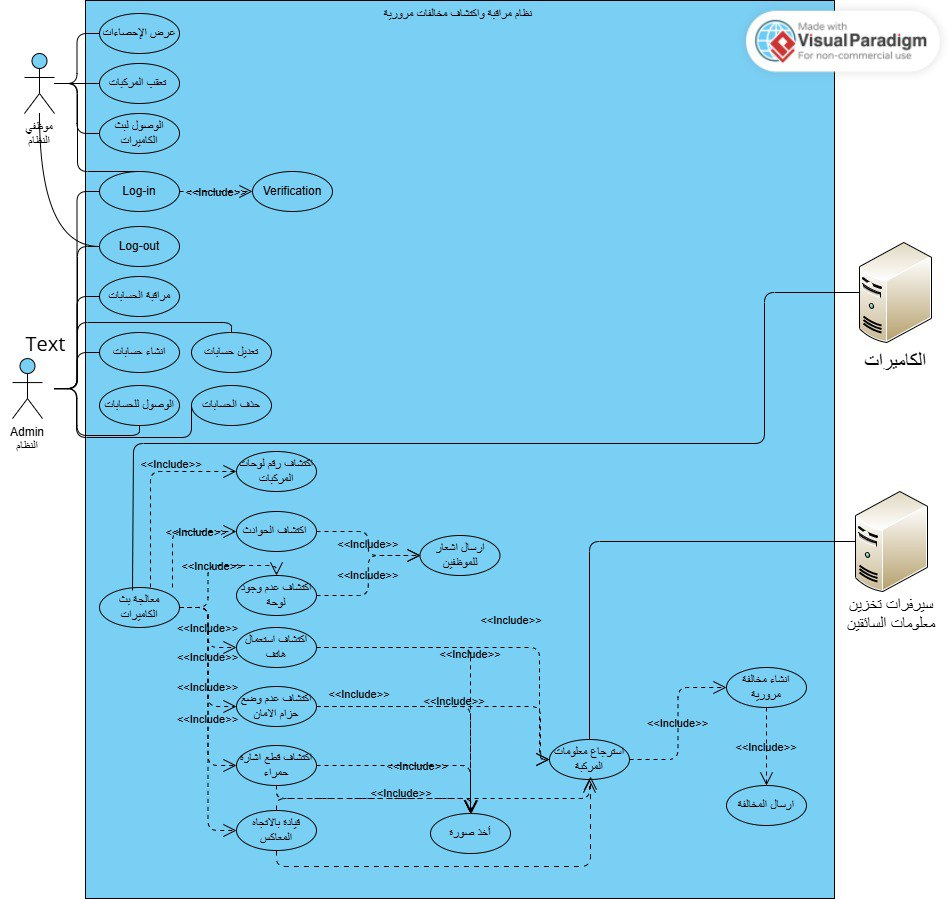 نظام مراقبة واكتشاف مخالفات مرورية
Made with
Visual Paradigm
For non-commercial use
عرض الإحصاءات
تعقب المركبات
موظفي
النظام
الوصول لبث
الكاميرات
Log-in
<<Include>>
Verification
Log-out
مراقبة الحسابات
Text
انشاء حسابات
تعديل حسابات
الوصول للحسابات
حذف الحسابات
Admin
النظام
الكاميرات
<<Include>>
اكتشاف رقم لوحات
المركبات
<<Include>>
اكتشاف الحوادث
<<Include>>
ارسال اشعار
للموظفين
<<Include>>
<<Include>>
اكتشاف عدم وجود
لوحة
معالجة بث
الكاميرات
سيرفرات تخزين
معلومات السائقين
<<Include>>
<<Include>>
اكتشاف استعمال
هاتف
<<Include>>
<<Include>>
<<Include>>
<<Include>>
<<Include>>
اكتشاف عدم وضع
حزام الامان
<<Include>>
<<Include>>
انشاء مخالفة
مرورية
<<Include>>
<<Include>>
اكتشاف قطع اشارة
حمراء
<<Include>>
استرجاع معلومات
المركبة
<<Include>>
ارسال المخالفة
قيادة بالاتجاه
المعاكس
أخذ صورة